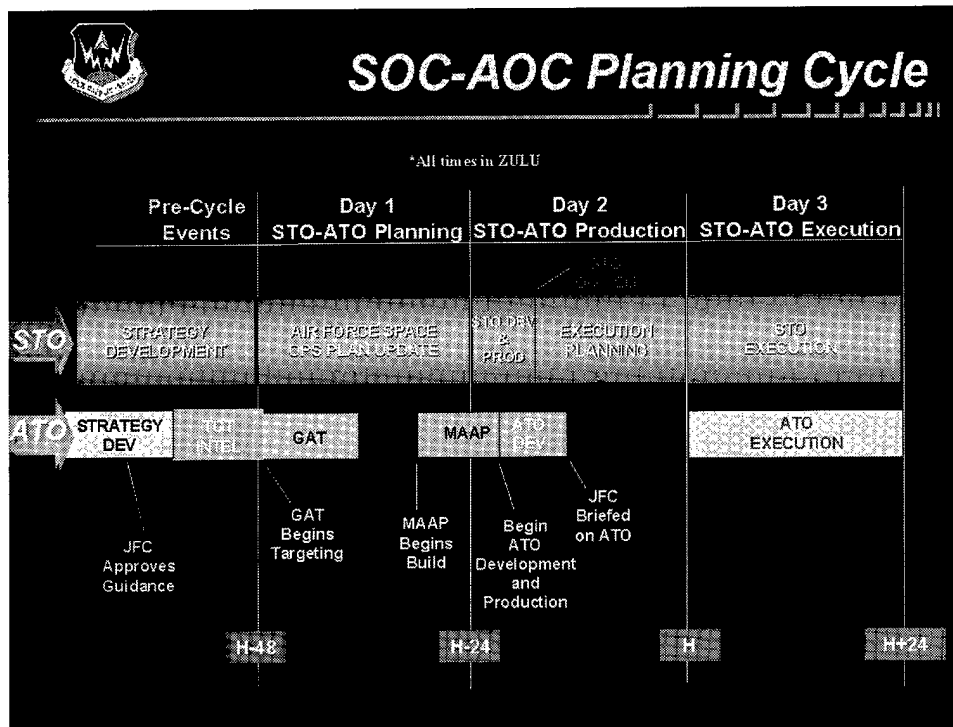 SOC-AOC Planning Cycle
*All times in ZULU
Pre-Cycle
Events
Day 1
STO-ATO Planning
Day 2
STO-ATO Production
Day 3
STO-ATO Execution
STO
STRATEGY
DEVELOPMENT
AIR FORCE SPACE
OPS PLAN UPDATE
STO DEV
&
PROD
EXECUTION
PLANNING
STO
EXECUTION
ATO
STRATEGY
DEV
TGT
INTEL
GAT
MAAP
ATO
DEV
ATO
EXECUTION
JFC
Approves
Guidance
GAT
Begins
Targeting
MAAP
Begins
Build
Begin
ATO
Development
and
Production
JFC
Briefed
on ATO
H-48
H-24
H
H+24